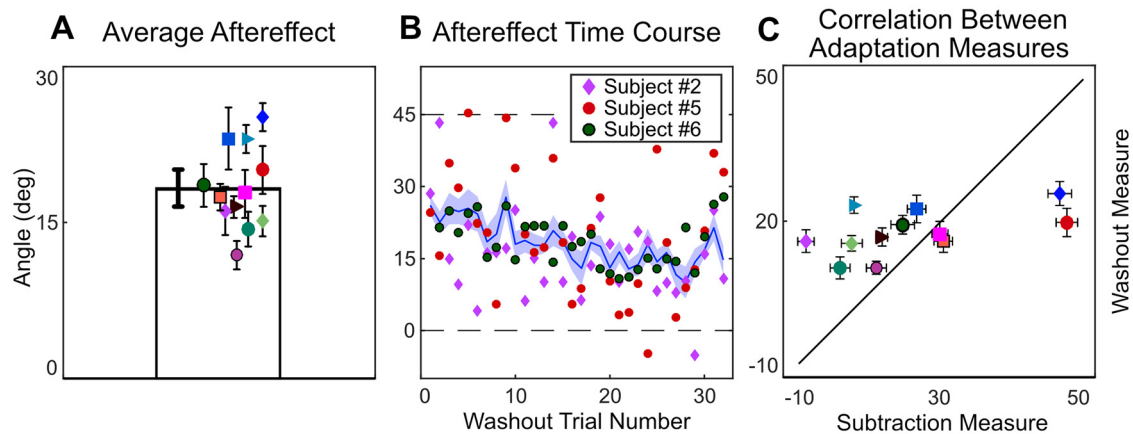 A Average Aftereffect
30
15
0
Angle (deg)
B Aftereffect Time Course
Subject #2
Subject #5
Subject #6
45
30
15
0
0 10 20 30
Washout Trial Number
C Correlation Between
Adaptation Measures
50
20
-10
-10 30 50
Subtraction Measure
Washout Measure